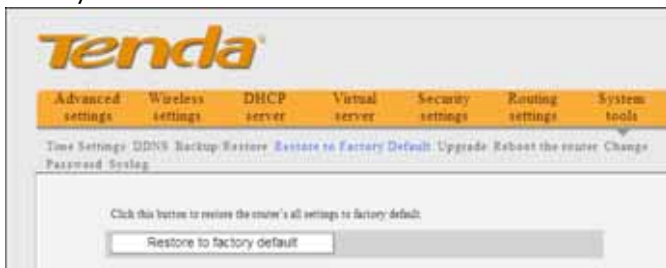 Tenda
Advanced settings Wireless settings DHCP server Virtual server Security settings Routing settings System tools
Time Settings DDNS Backup/Restore Restore to Factory Default Upgrade Reboot the router Change
Password Syslog
Click this button to restore the router's all settings to factory default.
Restore to factory default